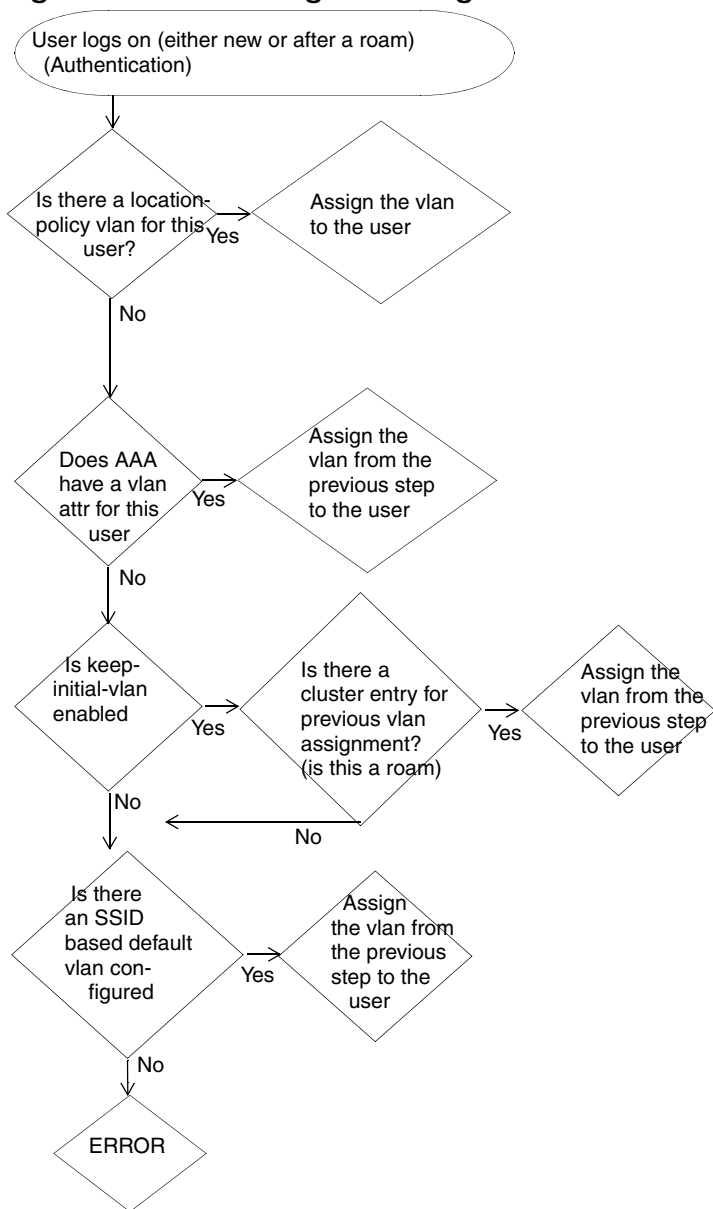 User logs on (either new or after a roam)
(Authentication)
Is there a location-
policy vlan for this
user?
Yes
Assign the vlan
to the user
No
Does AAA
have a vlan
attr for this
user
Yes
Assign the
vlan from the
previous step
to the user
No
Is keep-
initial-vlan
enabled
Yes
Is there a
cluster entry for
previous vlan
assignment?
(is this a roam)
Yes
Assign the
vlan from the
previous step
to the user
No
No
Is there
an SSID
based default
vlan con-
figured
Yes
Assign
the vlan from
the previous
step to the
user
No
ERROR